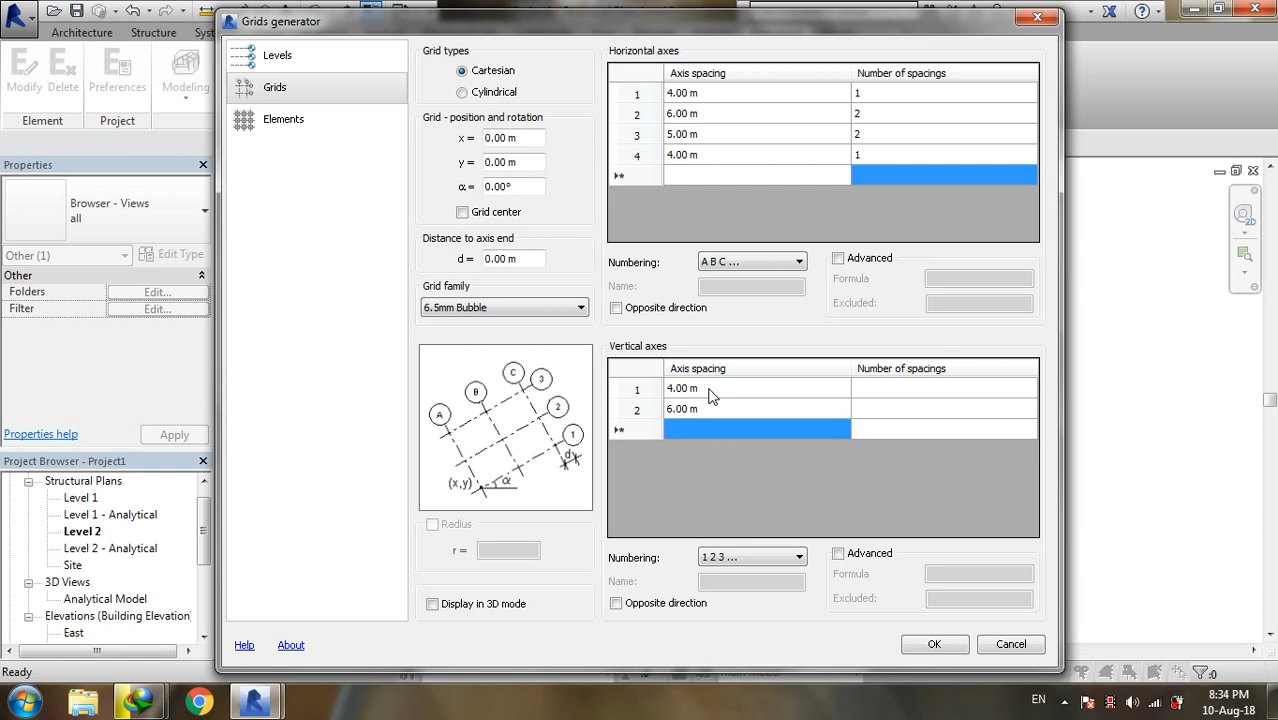 Grids generator
Architecture
Structure
Syst
Modify
Delete
Preferences
Modeling
Element
Project
Properties
Browser - Views
all
Other (1)
Edit Type
Other
Folders
Edit...
Filter
Edit...
Properties help
Apply
Project Browser - Project1
Structural Plans
Level 1
Level 1 - Analytical
Level 2
Level 2 - Analytical
Site
3D Views
Analytical Model
Elevations (Building Elevation)
East
Ready
Levels
Grids
Elements
Help
About
Grid types
Cartesian
Cylindrical
Grid - position and rotation
x = 0.00 m
y = 0.00 m
α = 0.00°
Grid center
Distance to axis end
d = 0.00 m
Grid family
6.5mm Bubble
A
B
C
3
2
1
(x,y)
α
d
Radius
r =
Display in 3D mode
Horizontal axes
Axis spacing Number of spacings
1 4.00 m 1
2 6.00 m 2
3 5.00 m 2
4 4.00 m 1
Numbering: A B C ...
Name:
Opposite direction
Advanced
Formula
Excluded:
Vertical axes
Axis spacing Number of spacings
1 4.00 m
2 6.00 m
Numbering: 1 2 3 ...
Name:
Opposite direction
Advanced
Formula
Excluded:
OK
Cancel
2D
:0
EN
8:34 PM
10-Aug-18